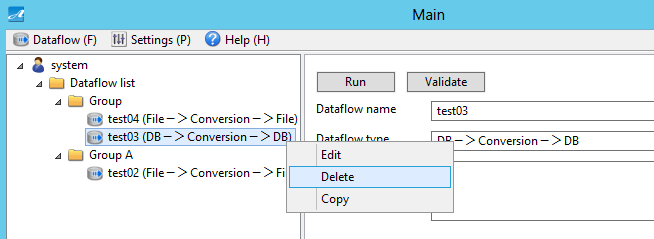 Main
Dataflow (F) Settings (P) Help (H)
system
Dataflow list
Group
test04 (File－＞Conversion－＞File)
test03 (DB－＞Conversion－＞DB)
Group A
test02 (File－＞Conversion－＞Fi
Run Validate
Dataflow name test03
Dataflow type DB－＞Conversion－＞DB
Edit
Delete
Copy